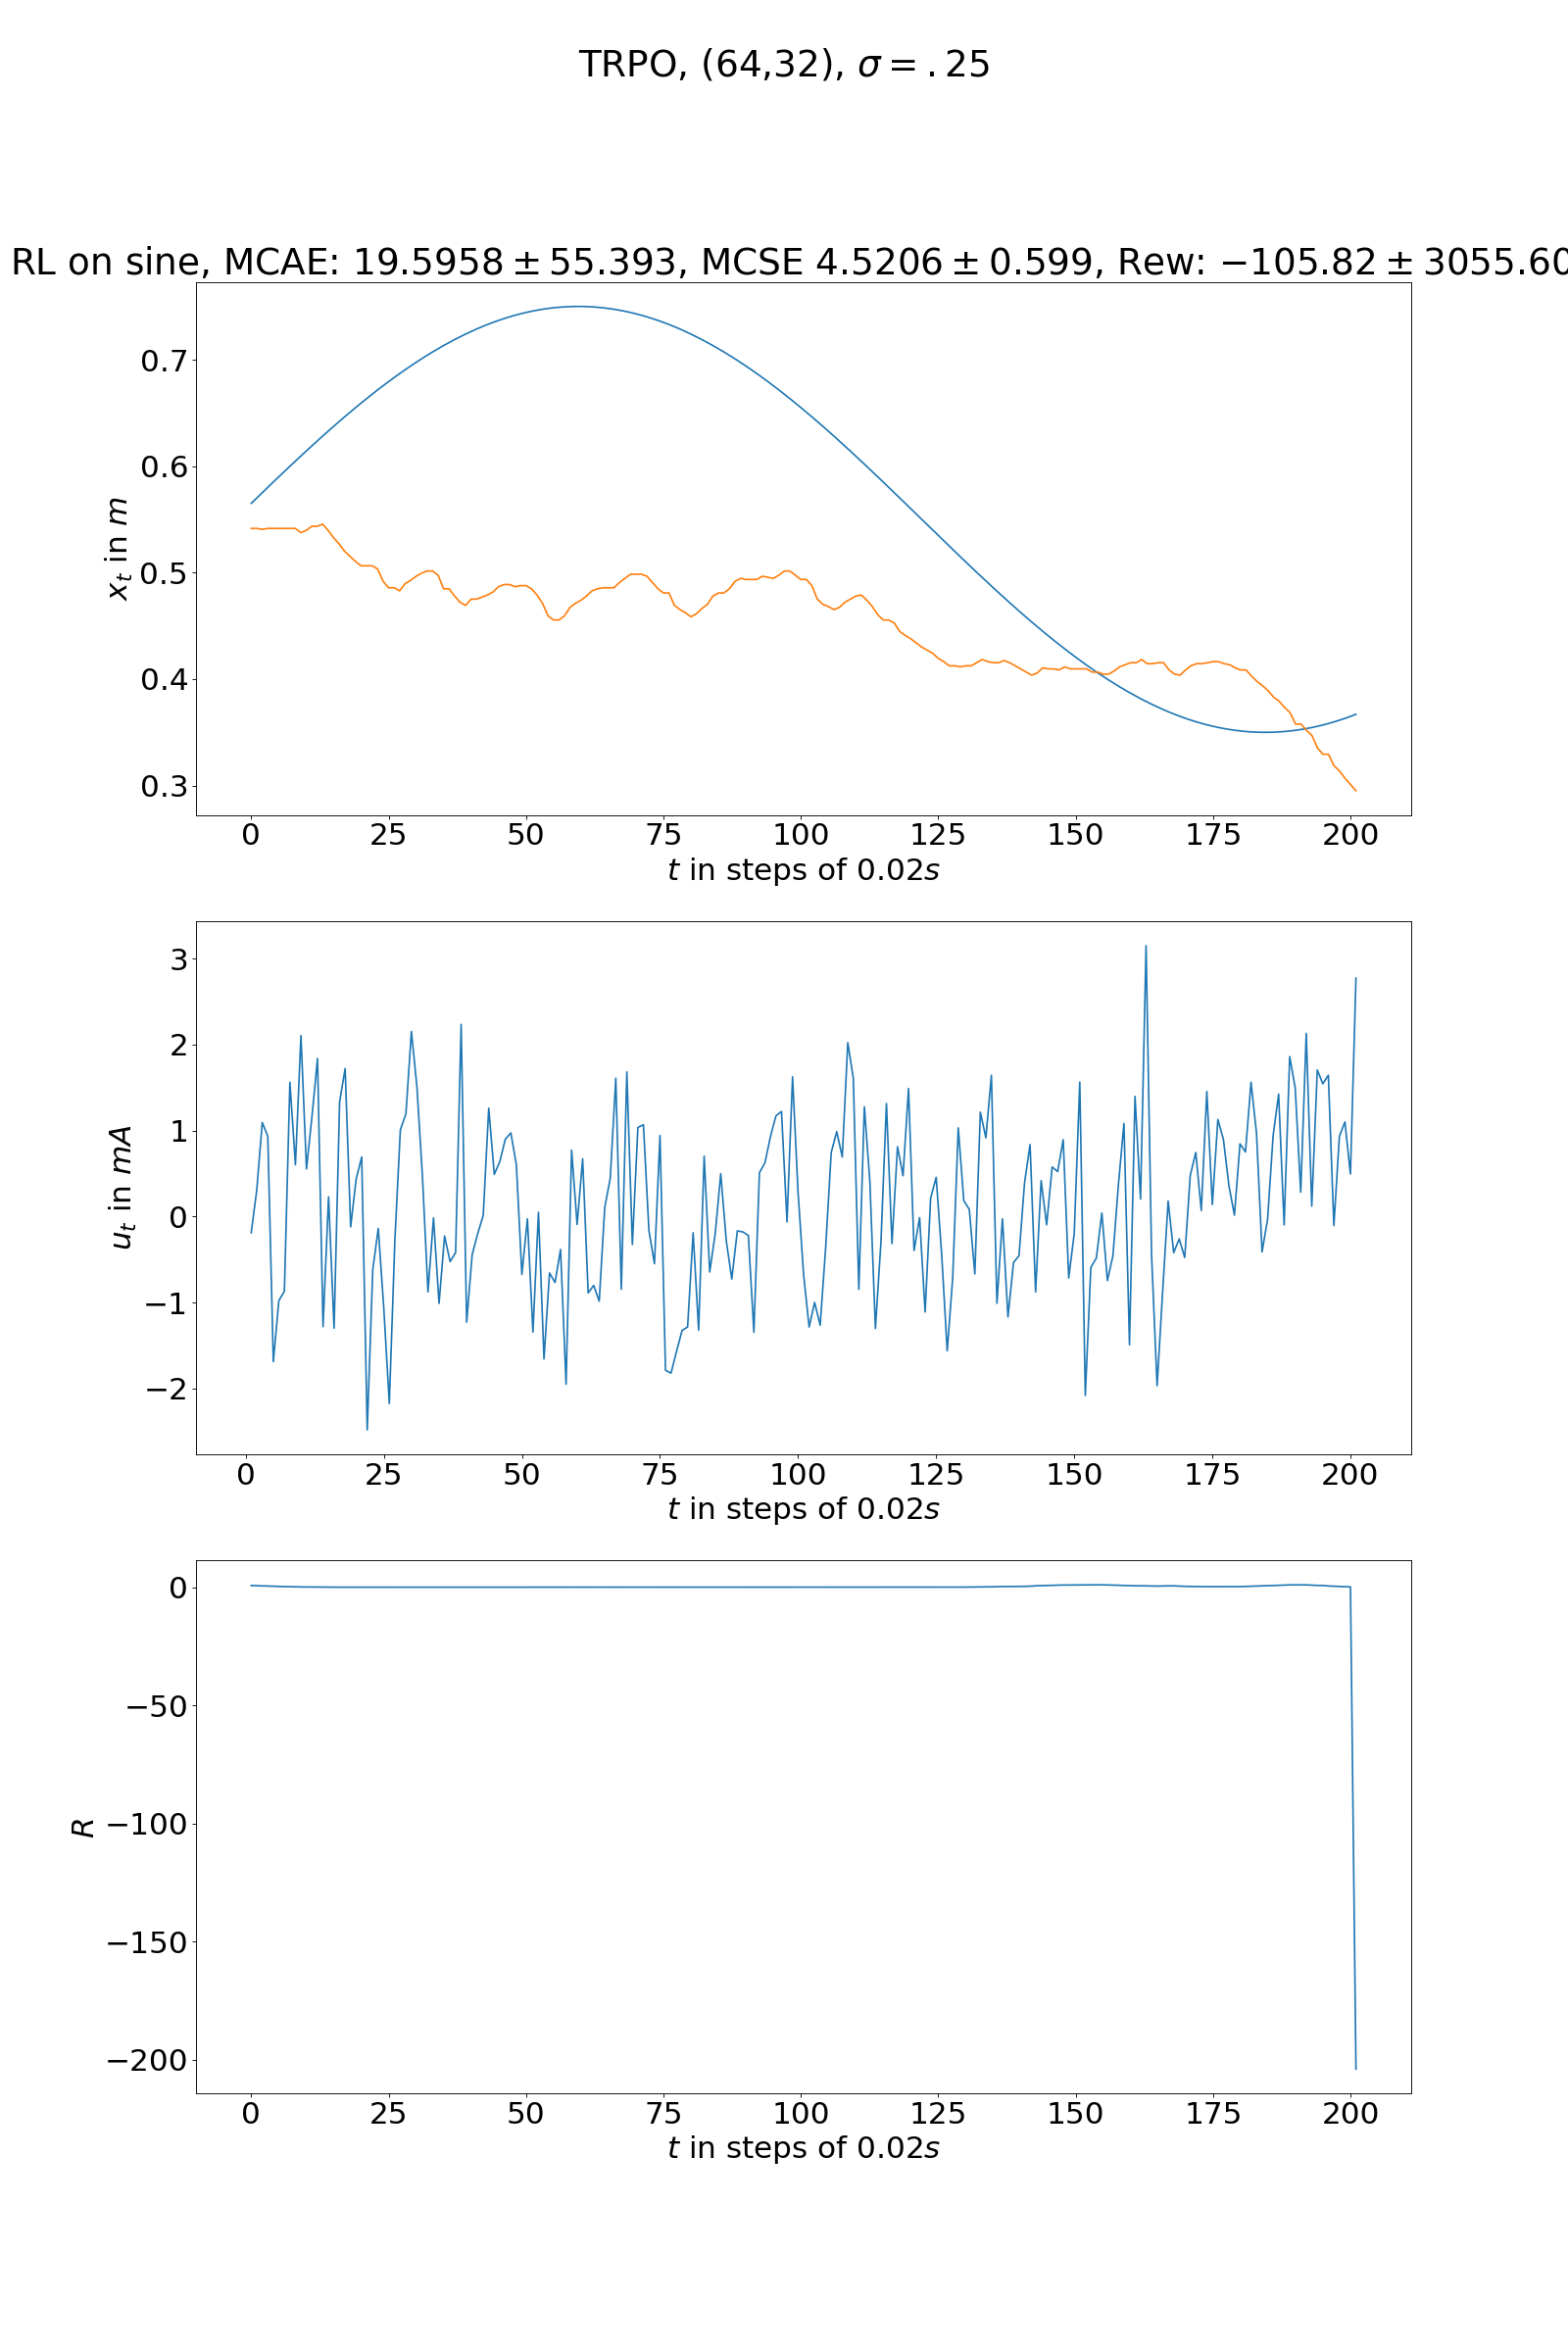 TRPO, (64,32), σ = .25
RL on sine, MCAE: 19.5958 ± 55.393, MCSE 4.5206 ± 0.599, Rew: −105.82 ± 3055.60
0.7
0.6
0.5
0.4
0.3
x_t in m
0 25 50 75 100 125 150 175 200
t in steps of 0.02s
3
2
1
0
−1
−2
u_t in mA
0 25 50 75 100 125 150 175 200
t in steps of 0.02s
0
−50
−100
−150
−200
R
0 25 50 75 100 125 150 175 200
t in steps of 0.02s